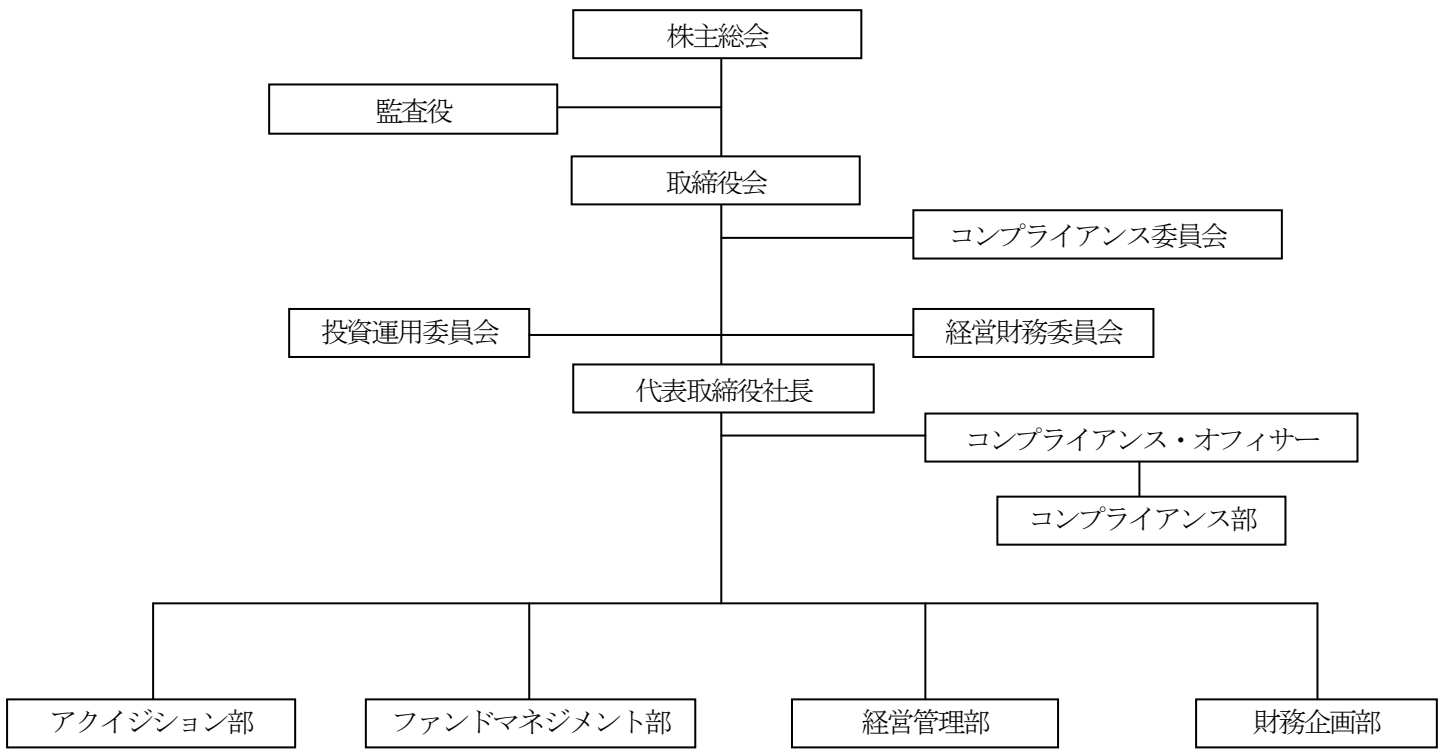 株主総会
監査役
取締役会
コンプライアンス委員会
投資運用委員会
経営財務委員会
代表取締役社長
コンプライアンス・オフィサー
コンプライアンス部
アクイジション部
ファンドマネジメント部
経営管理部
財務企画部